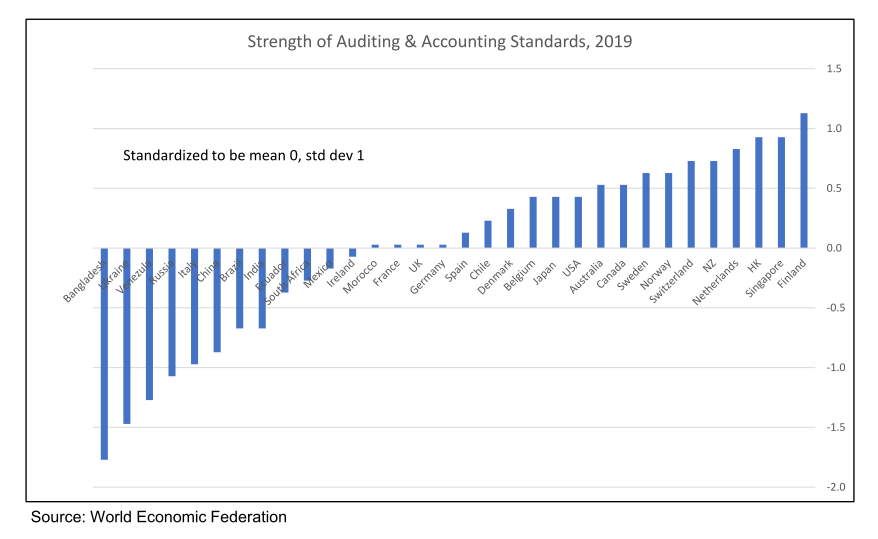 Strength of Auditing & Accounting Standards, 2019
1.5
1.0
Standardized to be mean 0, std dev 1
0.5
0.0
Bangladesh
Ukraine
Venezula
Russia
Italy
China
Brazil
India
Ecuador
South Africa
Mexico
Ireland
Morocco
France
UK
Germany
Spain
Chile
Denmark
Belgium
Japan
USA
Australia
Canada
Sweden
Norway
Switzerland
NZ
Netherlands
HK
Singapore
Finland
-0.5
-1.0
-1.5
-2.0
Source: World Economic Federation